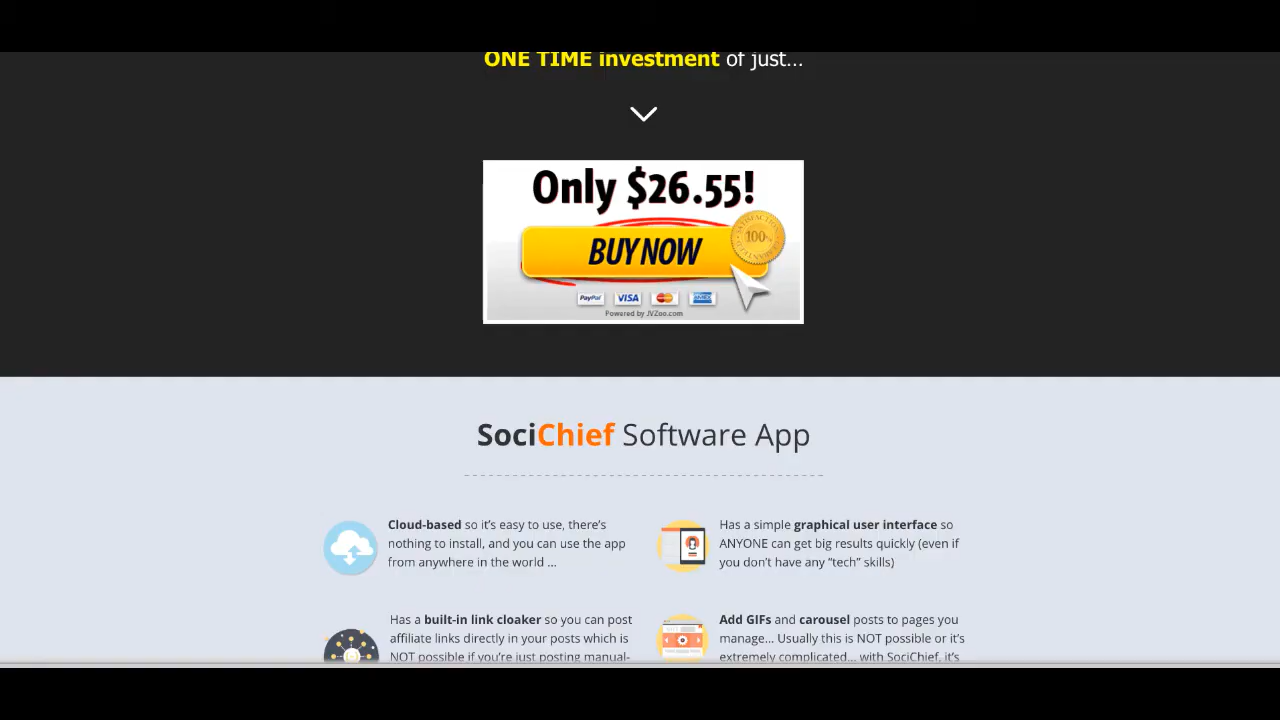 ONE TIME investment of just...
Only $26.55!
BUY NOW
SATISFACTION
100%
GUARANTEED
PayPal VISA MasterCard AMEX
Powered by JVZoo.com
SociChief Software App
Cloud-based so it's easy to use, there's
nothing to install, and you can use the app
from anywhere in the world ...
Has a simple graphical user interface so
ANYONE can get big results quickly (even if
you don't have any “tech” skills)
Has a built-in link cloaker so you can post
affiliate links directly in your posts which is
NOT possible if you're just posting manual-
Add GIFs and carousel posts to pages you
manage... Usually this is NOT possible or it's
extremely complicated... with SociChief, it's